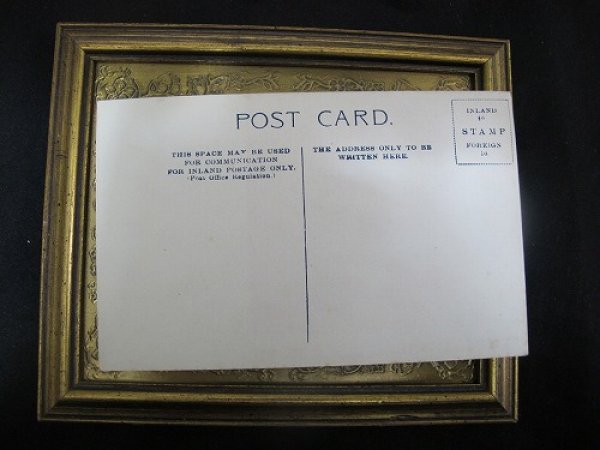 POST CARD.
THIS SPACE MAY BE USED
FOR COMMUNICATION
FOR INLAND POSTAGE ONLY.
(Post Office Regulation.)
THE ADDRESS ONLY TO BE
WRITTEN HERE.
INLAND
STAMP
FOREIGN